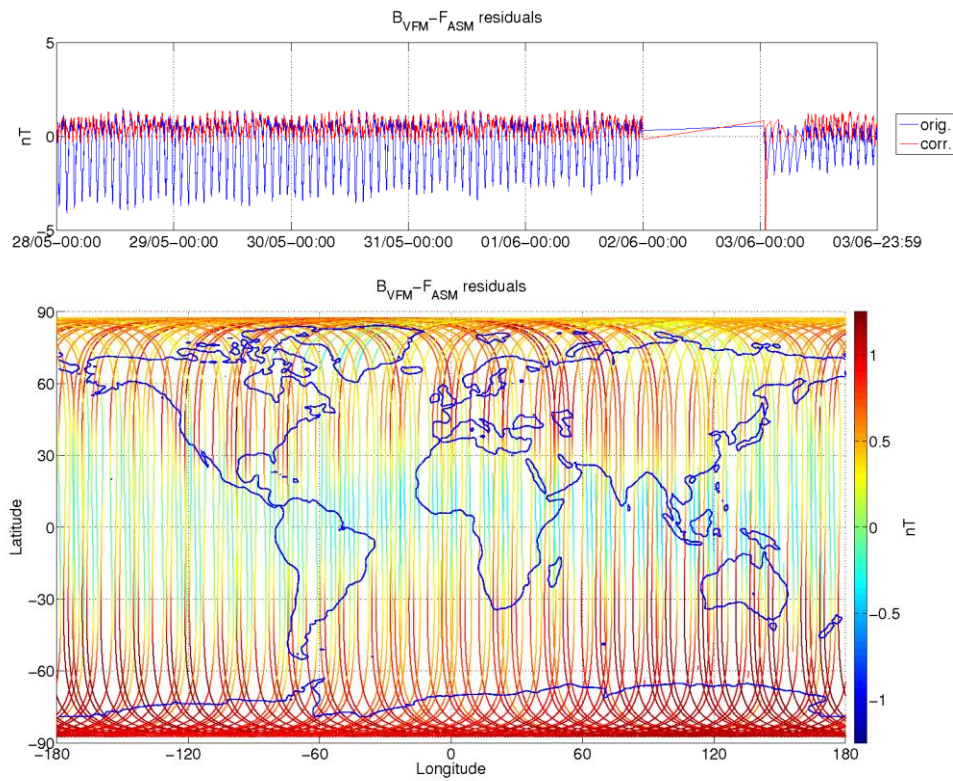 B_VFM−F_ASM residuals
5
0
−5
nT
28/05−00:00 29/05−00:00 30/05−00:00 31/05−00:00 01/06−00:00 02/06−00:00 03/06−00:00 03/06−23:59
orig.
corr.
B_VFM−F_ASM residuals
90
60
30
0
−30
−60
−90
Latitude
−180 −120 −60 0 60 120 180
Longitude
1
0.5
0
−0.5
−1
nT